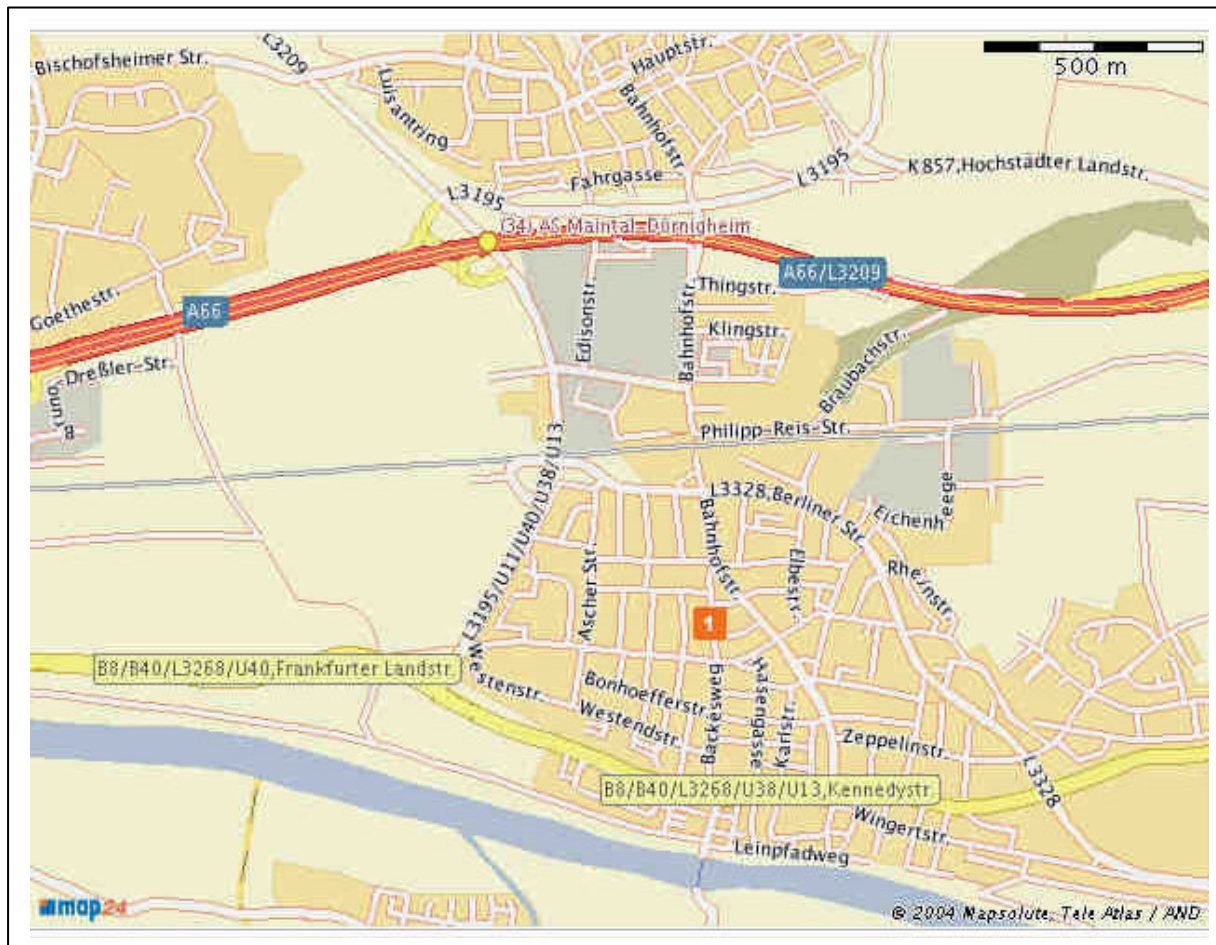 L3209
Hauptstr.
500 m
Bischofsheimer Str.
Luisantring
Bahnhofstr.
L3195
K857,Hochstädter Landstr.
Fahrgasse
L3195
(34),AS Maintal-Dörnigheim
A66/L3209
Goethestr.
A66
Edisonstr.
Bahnhofstr.
Thingstr.
Klingstr.
Dreßler-Str.
Bruno-
Braubachstr.
Philipp-Reis-Str.
L3195/U11/U40/U38/U13
L3328,Berliner Str.
Eichenh
eege
Bahnhofstr.
Ascher Str.
Elbestr.
Rheinstr.
1
B8/B40/L3268/U40,Frankfurter Landstr.
Westenstr.
Bonhoefferstr.
Westendstr.
Backesweg
Hasengasse
Karlstr.
Zeppelinstr.
B8/B40/L3268/U38/U13,Kennedystr.
L3328
Wingertstr.
Leinpfadweg
map24
© 2004 Mapsolute, Tele Atlas / AND